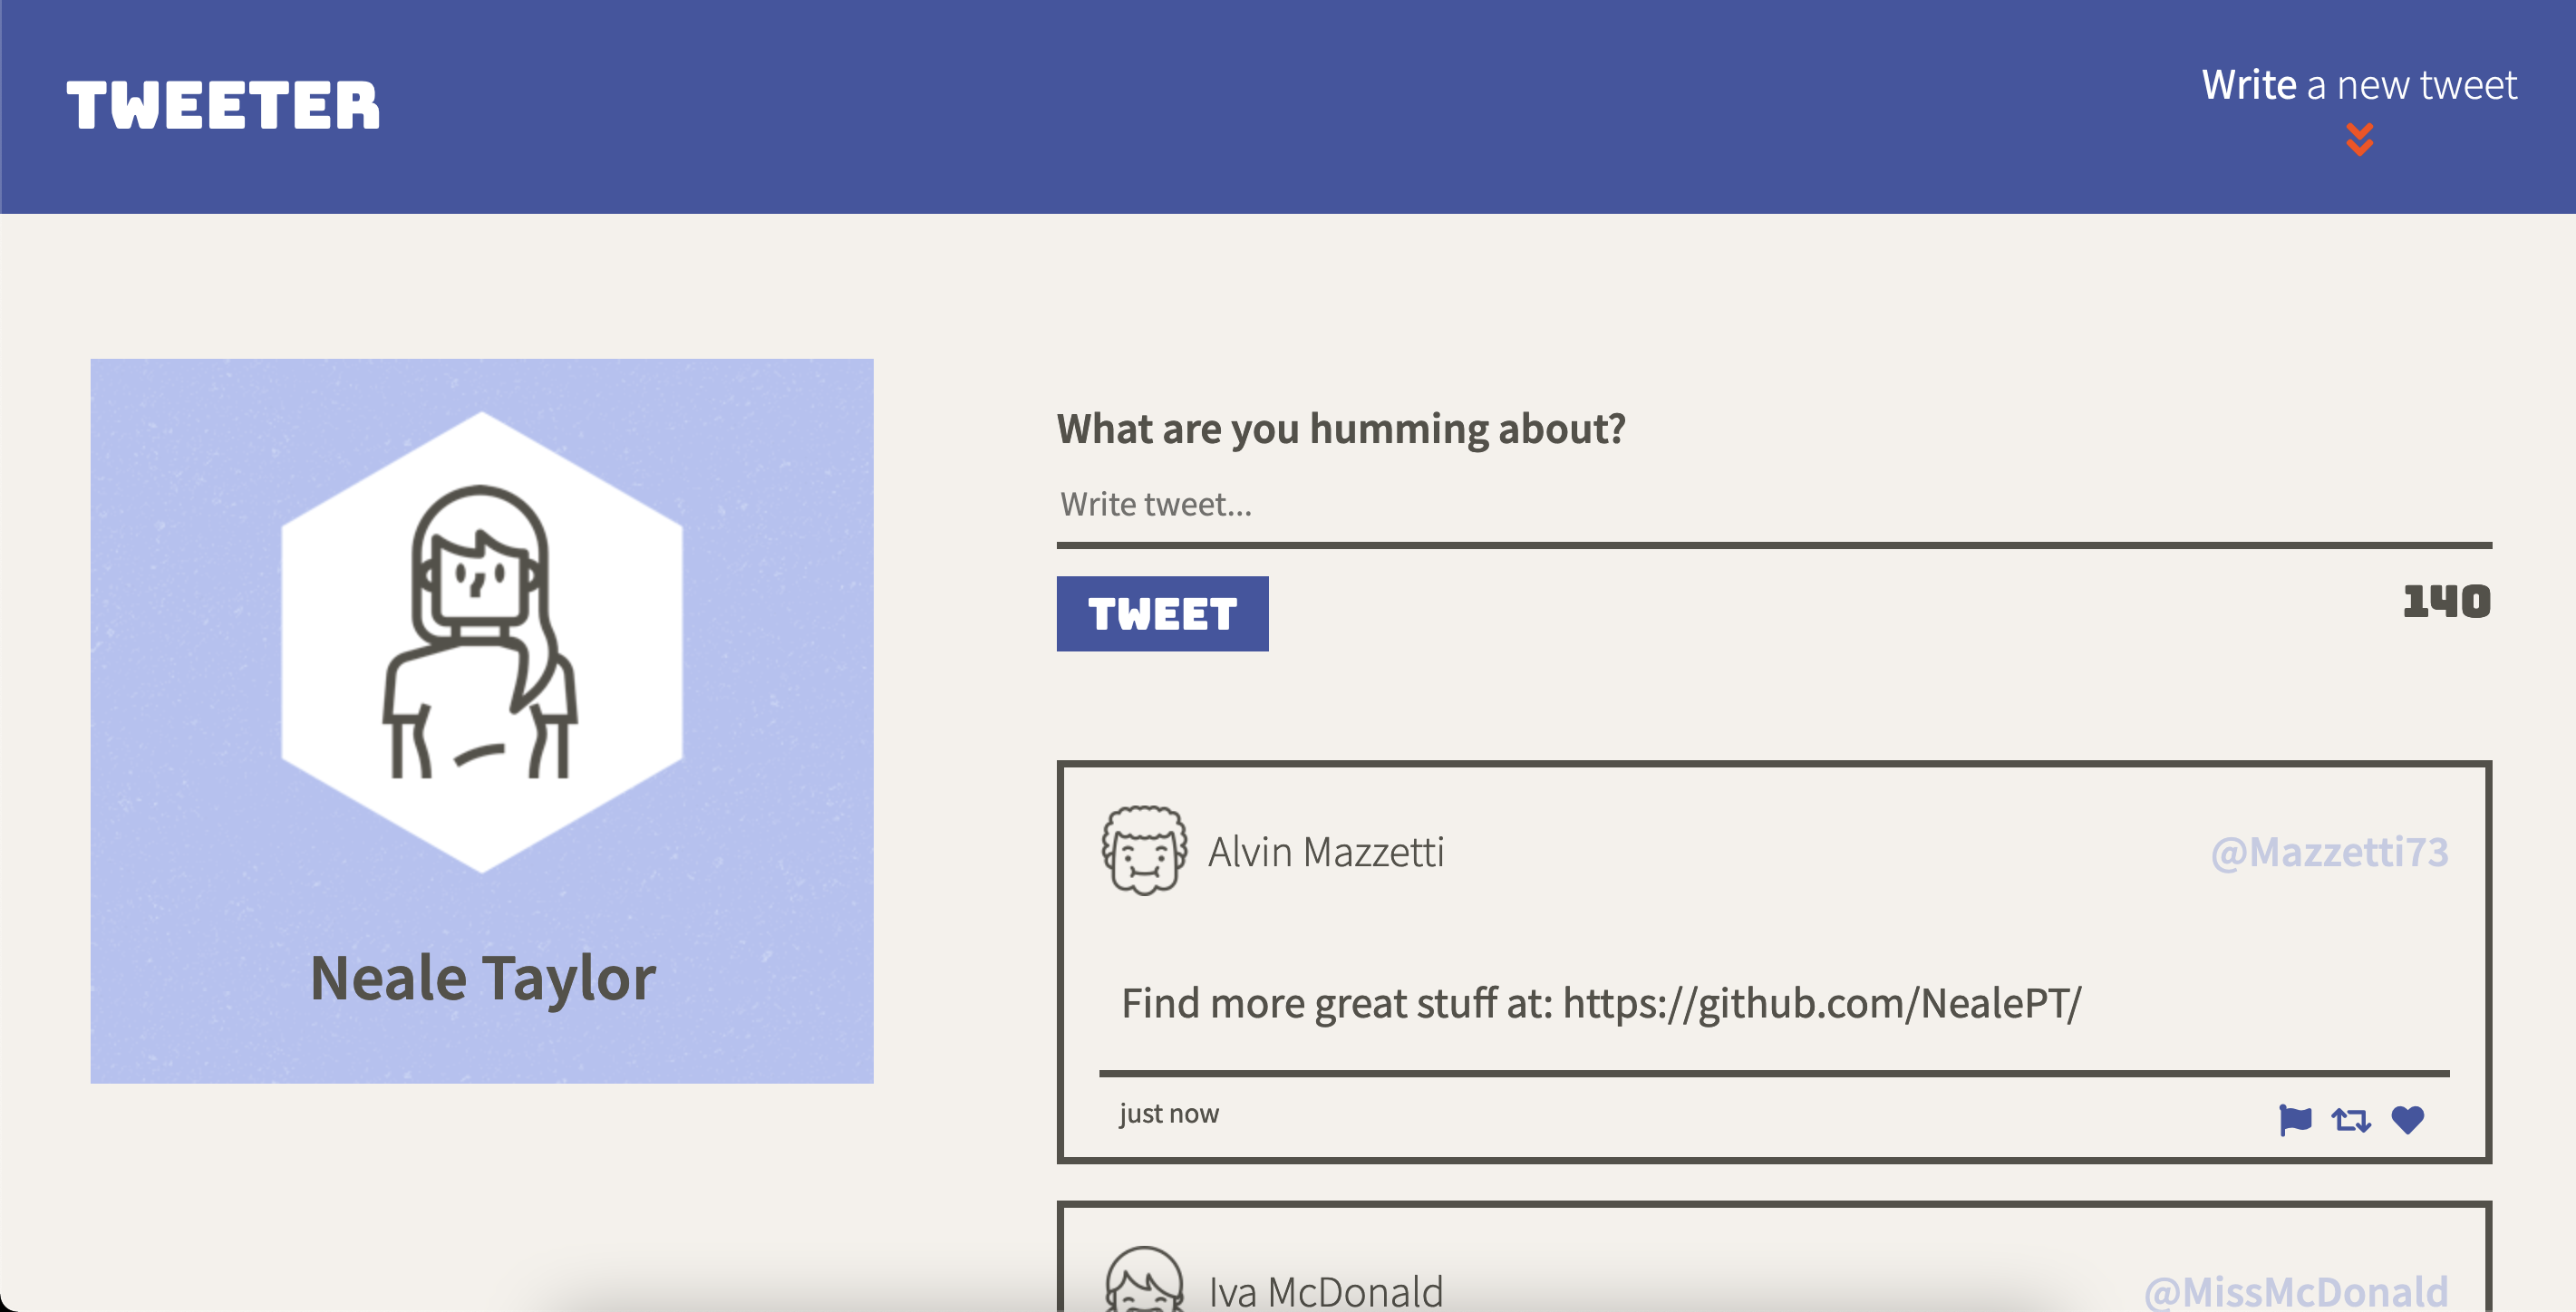 TWEETER
Write a new tweet
Neale Taylor
What are you humming about?
Write tweet...
TWEET
140
Alvin Mazzetti
@Mazzetti73
Find more great stuff at: https://github.com/NealePT/
just now
Iva McDonald
@MissMcDonald